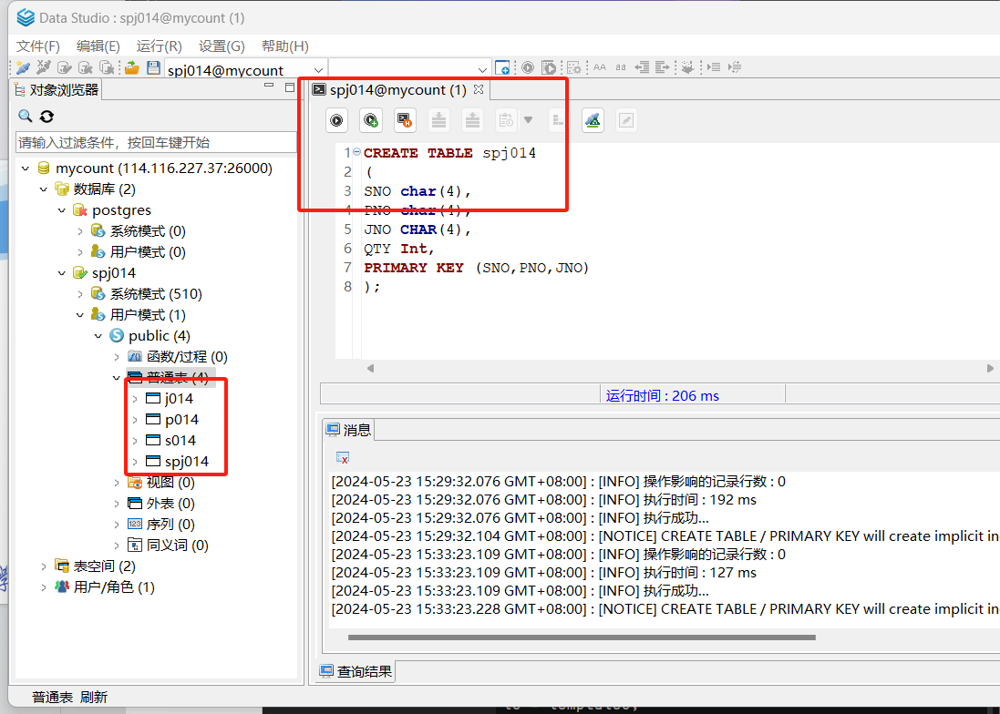 Data Studio : spj014@mycount (1)
文件(F) 编辑(E) 运行(R) 设置(G) 帮助(H)
spj014@mycount
AA aa
对象浏览器
请输入过滤条件，按回车键开始
mycount (114.116.227.37:26000)
数据库 (2)
postgres
系统模式 (0)
用户模式 (0)
spj014
系统模式 (510)
用户模式 (1)
public (4)
函数/过程 (0)
普通表 (4)
j014
p014
s014
spj014
视图 (0)
外表 (0)
序列 (0)
同义词 (0)
表空间 (2)
用户/角色 (1)
普通表 刷新
spj014@mycount (1)
1 CREATE TABLE spj014
2 (
3 SNO char(4),
4 PNO char(4),
5 JNO CHAR(4),
6 QTY Int,
7 PRIMARY KEY (SNO,PNO,JNO)
8 );
运行时间 : 206 ms
消息
[2024-05-23 15:29:32.076 GMT+08:00] : [INFO] 操作影响的记录行数 : 0
[2024-05-23 15:29:32.076 GMT+08:00] : [INFO] 执行时间 : 192 ms
[2024-05-23 15:29:32.076 GMT+08:00] : [INFO] 执行成功...
[2024-05-23 15:29:32.104 GMT+08:00] : [NOTICE] CREATE TABLE / PRIMARY KEY will create implicit in
[2024-05-23 15:33:23.109 GMT+08:00] : [INFO] 操作影响的记录行数 : 0
[2024-05-23 15:33:23.109 GMT+08:00] : [INFO] 执行时间 : 127 ms
[2024-05-23 15:33:23.109 GMT+08:00] : [INFO] 执行成功...
[2024-05-23 15:33:23.228 GMT+08:00] : [NOTICE] CREATE TABLE / PRIMARY KEY will create implicit in
查询结果